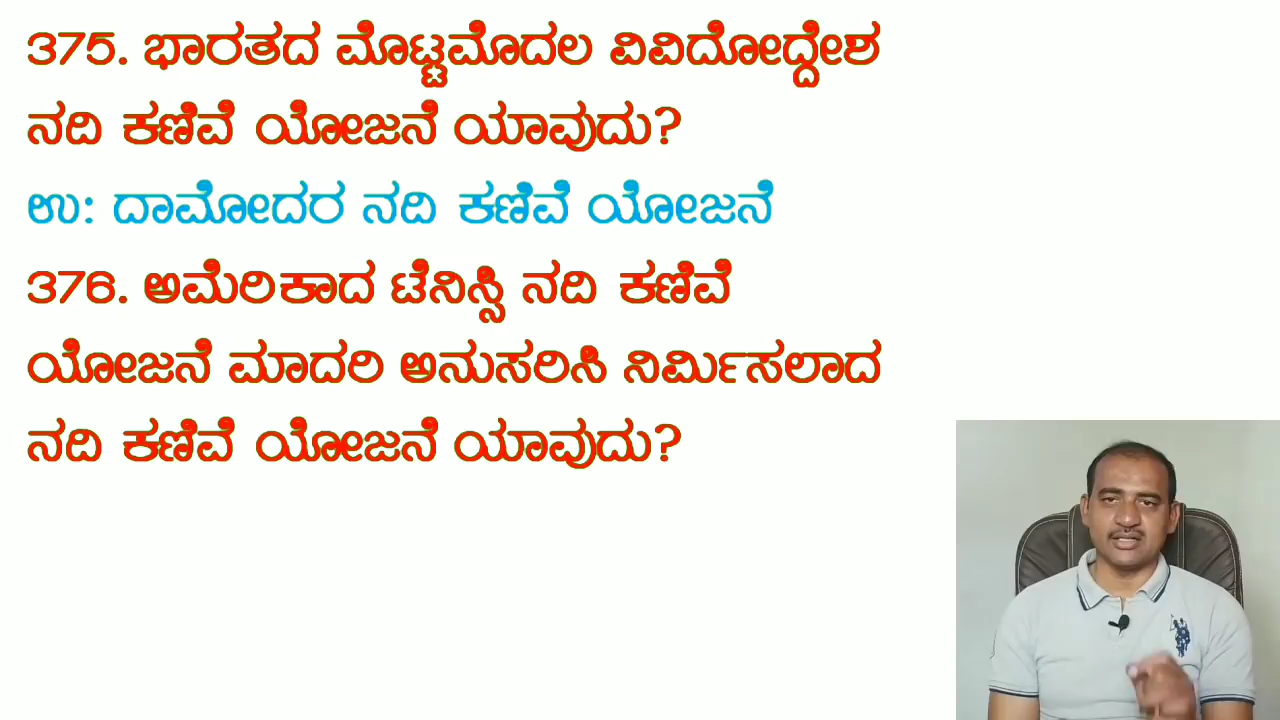 375. ಭಾರತದ ಮೊಟ್ಟಮೊದಲ ವಿವಿದೋದ್ದೇಶ
ನದಿ ಕಣಿವೆ ಯೋಜನೆ ಯಾವುದು?
ಉ: ದಾಮೋದರ ನದಿ ಕಣಿವೆ ಯೋಜನೆ
376. ಅಮೆರಿಕಾದ ಟೆನಿಸ್ಸಿ ನದಿ ಕಣಿವೆ
ಯೋಜನೆ ಮಾದರಿ ಅನುಸರಿಸಿ ನಿರ್ಮಿಸಲಾದ
ನದಿ ಕಣಿವೆ ಯೋಜನೆ ಯಾವುದು?